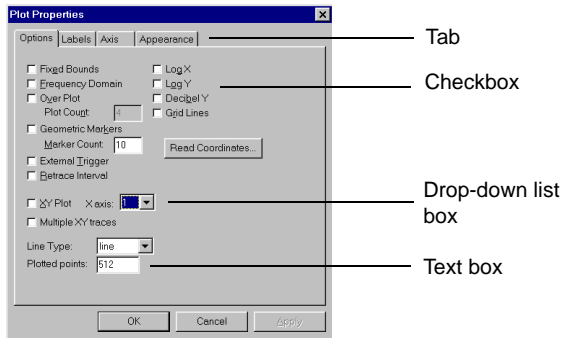 Plot Properties
Options Labels Axis Appearance
Tab
Fixed Bounds
Log X
Frequency Domain
Log Y
Checkbox
Over Plot
Decibel Y
Plot Count: 4
Grid Lines
Geometric Markers
Marker Count: 10
Read Coordinates...
External Trigger
Retrace Interval
XY Plot X axis: 1
Drop-down list
box
Multiple XY traces
Line Type: line
Plotted points: 512
Text box
OK Cancel Apply